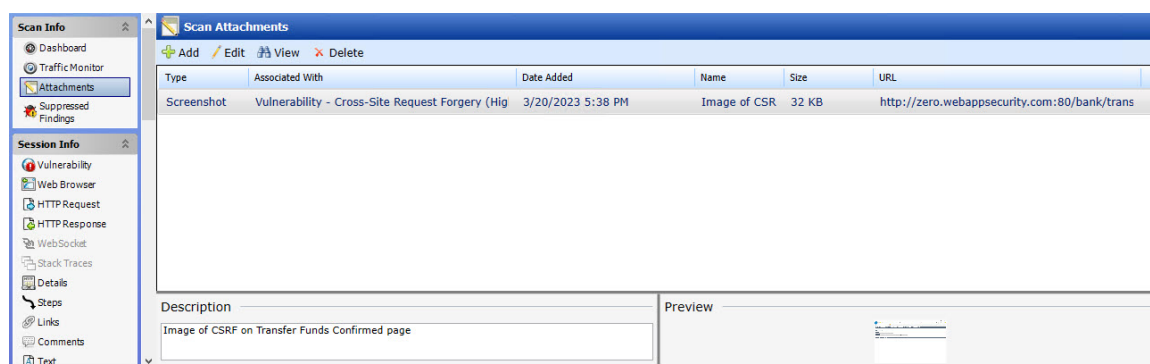 Scan Info
Dashboard
Traffic Monitor
Attachments
Suppressed
Findings
Session Info
Vulnerability
Web Browser
HTTP Request
HTTP Response
WebSocket
Stack Traces
Details
Steps
Links
Comments
Text
Scan Attachments
Add Edit View Delete
Type Associated With Date Added Name Size URL
Screenshot Vulnerability - Cross-Site Request Forgery (Hig 3/20/2023 5:38 PM Image of CSR 32 KB http://zero.webappsecurity.com:80/bank/trans
Description
Image of CSRF on Transfer Funds Confirmed page
Preview